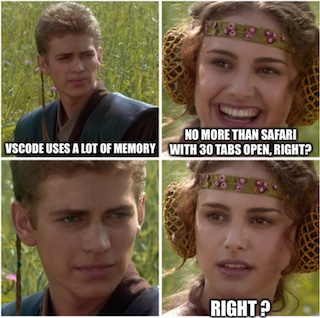 VSCODE USES A LOT OF MEMORY
NO MORE THAN SAFARI
WITH 30 TABS OPEN, RIGHT?
RIGHT ?